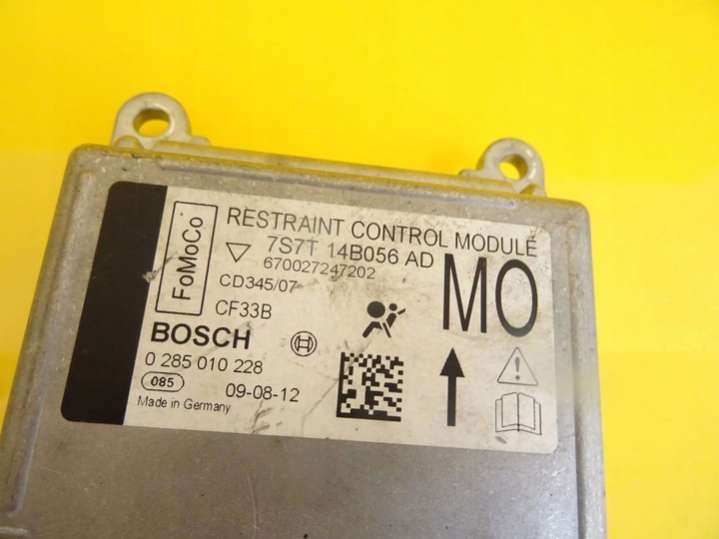 FoMoCo
RESTRAINT CONTROL MODULE
7S7T 14B056 AD
670027247202
CD345/07
CF33B
MO
BOSCH
0 285 010 228
085
09-08-12
Made in Germany